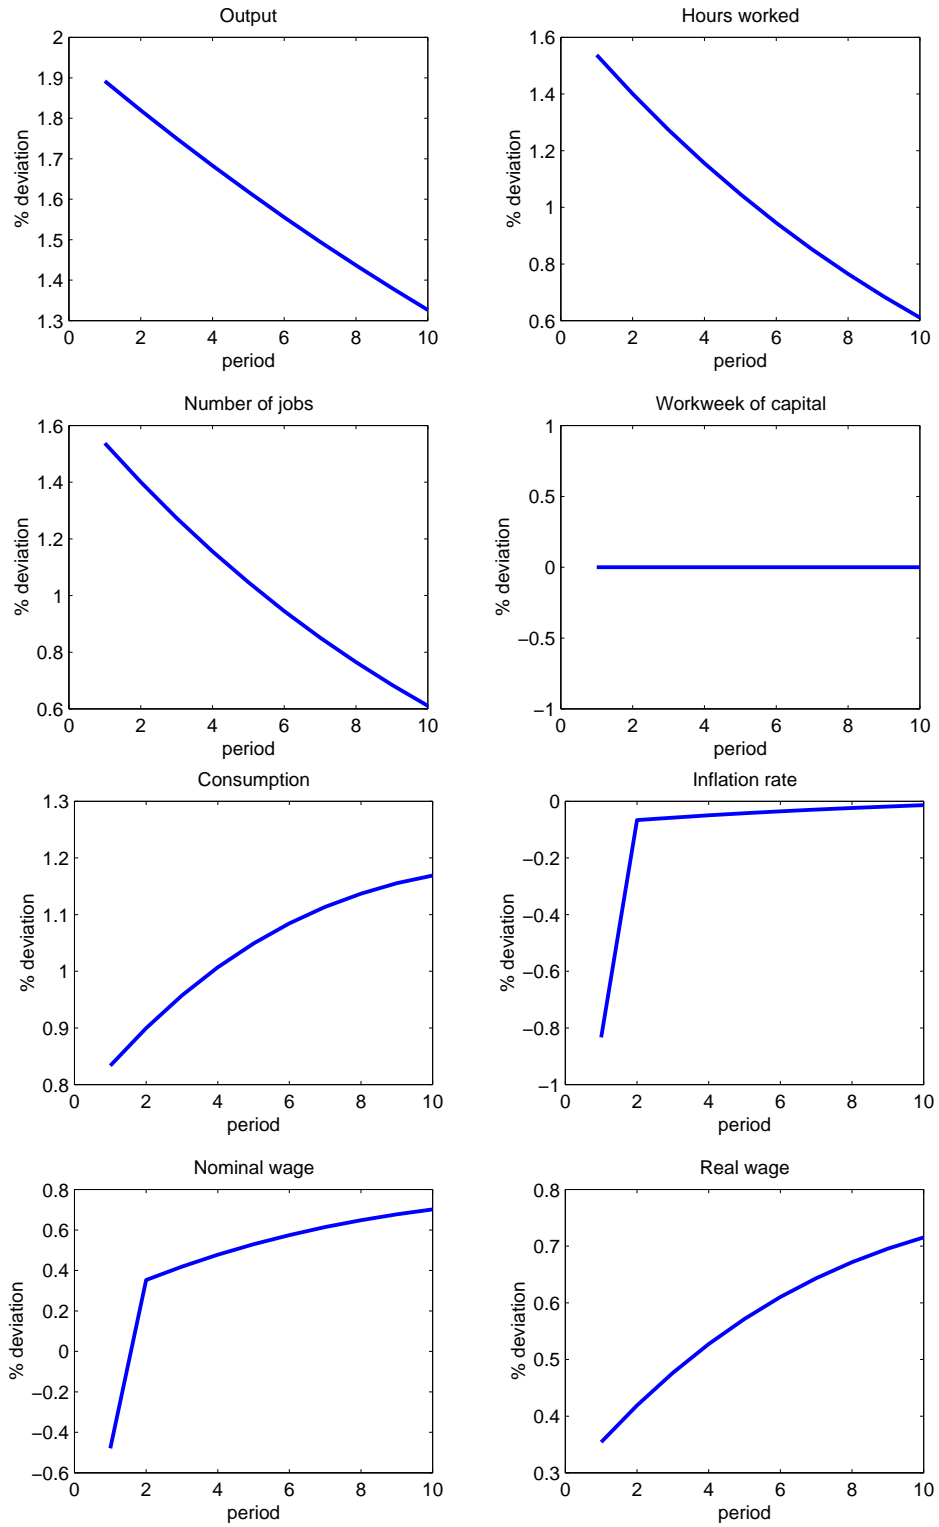 Output
% deviation
2
1.9
1.8
1.7
1.6
1.5
1.4
1.3
0 2 4 6 8 10
period
Hours worked
% deviation
1.6
1.4
1.2
1
0.8
0.6
0 2 4 6 8 10
period
Number of jobs
% deviation
1.6
1.4
1.2
1
0.8
0.6
0 2 4 6 8 10
period
Workweek of capital
% deviation
1
0.5
0
−0.5
−1
0 2 4 6 8 10
period
Consumption
% deviation
1.3
1.2
1.1
1
0.9
0.8
0 2 4 6 8 10
period
Inflation rate
% deviation
0
−0.2
−0.4
−0.6
−0.8
−1
0 2 4 6 8 10
period
Nominal wage
% deviation
0.8
0.6
0.4
0.2
0
−0.2
−0.4
−0.6
0 2 4 6 8 10
period
Real wage
% deviation
0.8
0.7
0.6
0.5
0.4
0.3
0 2 4 6 8 10
period